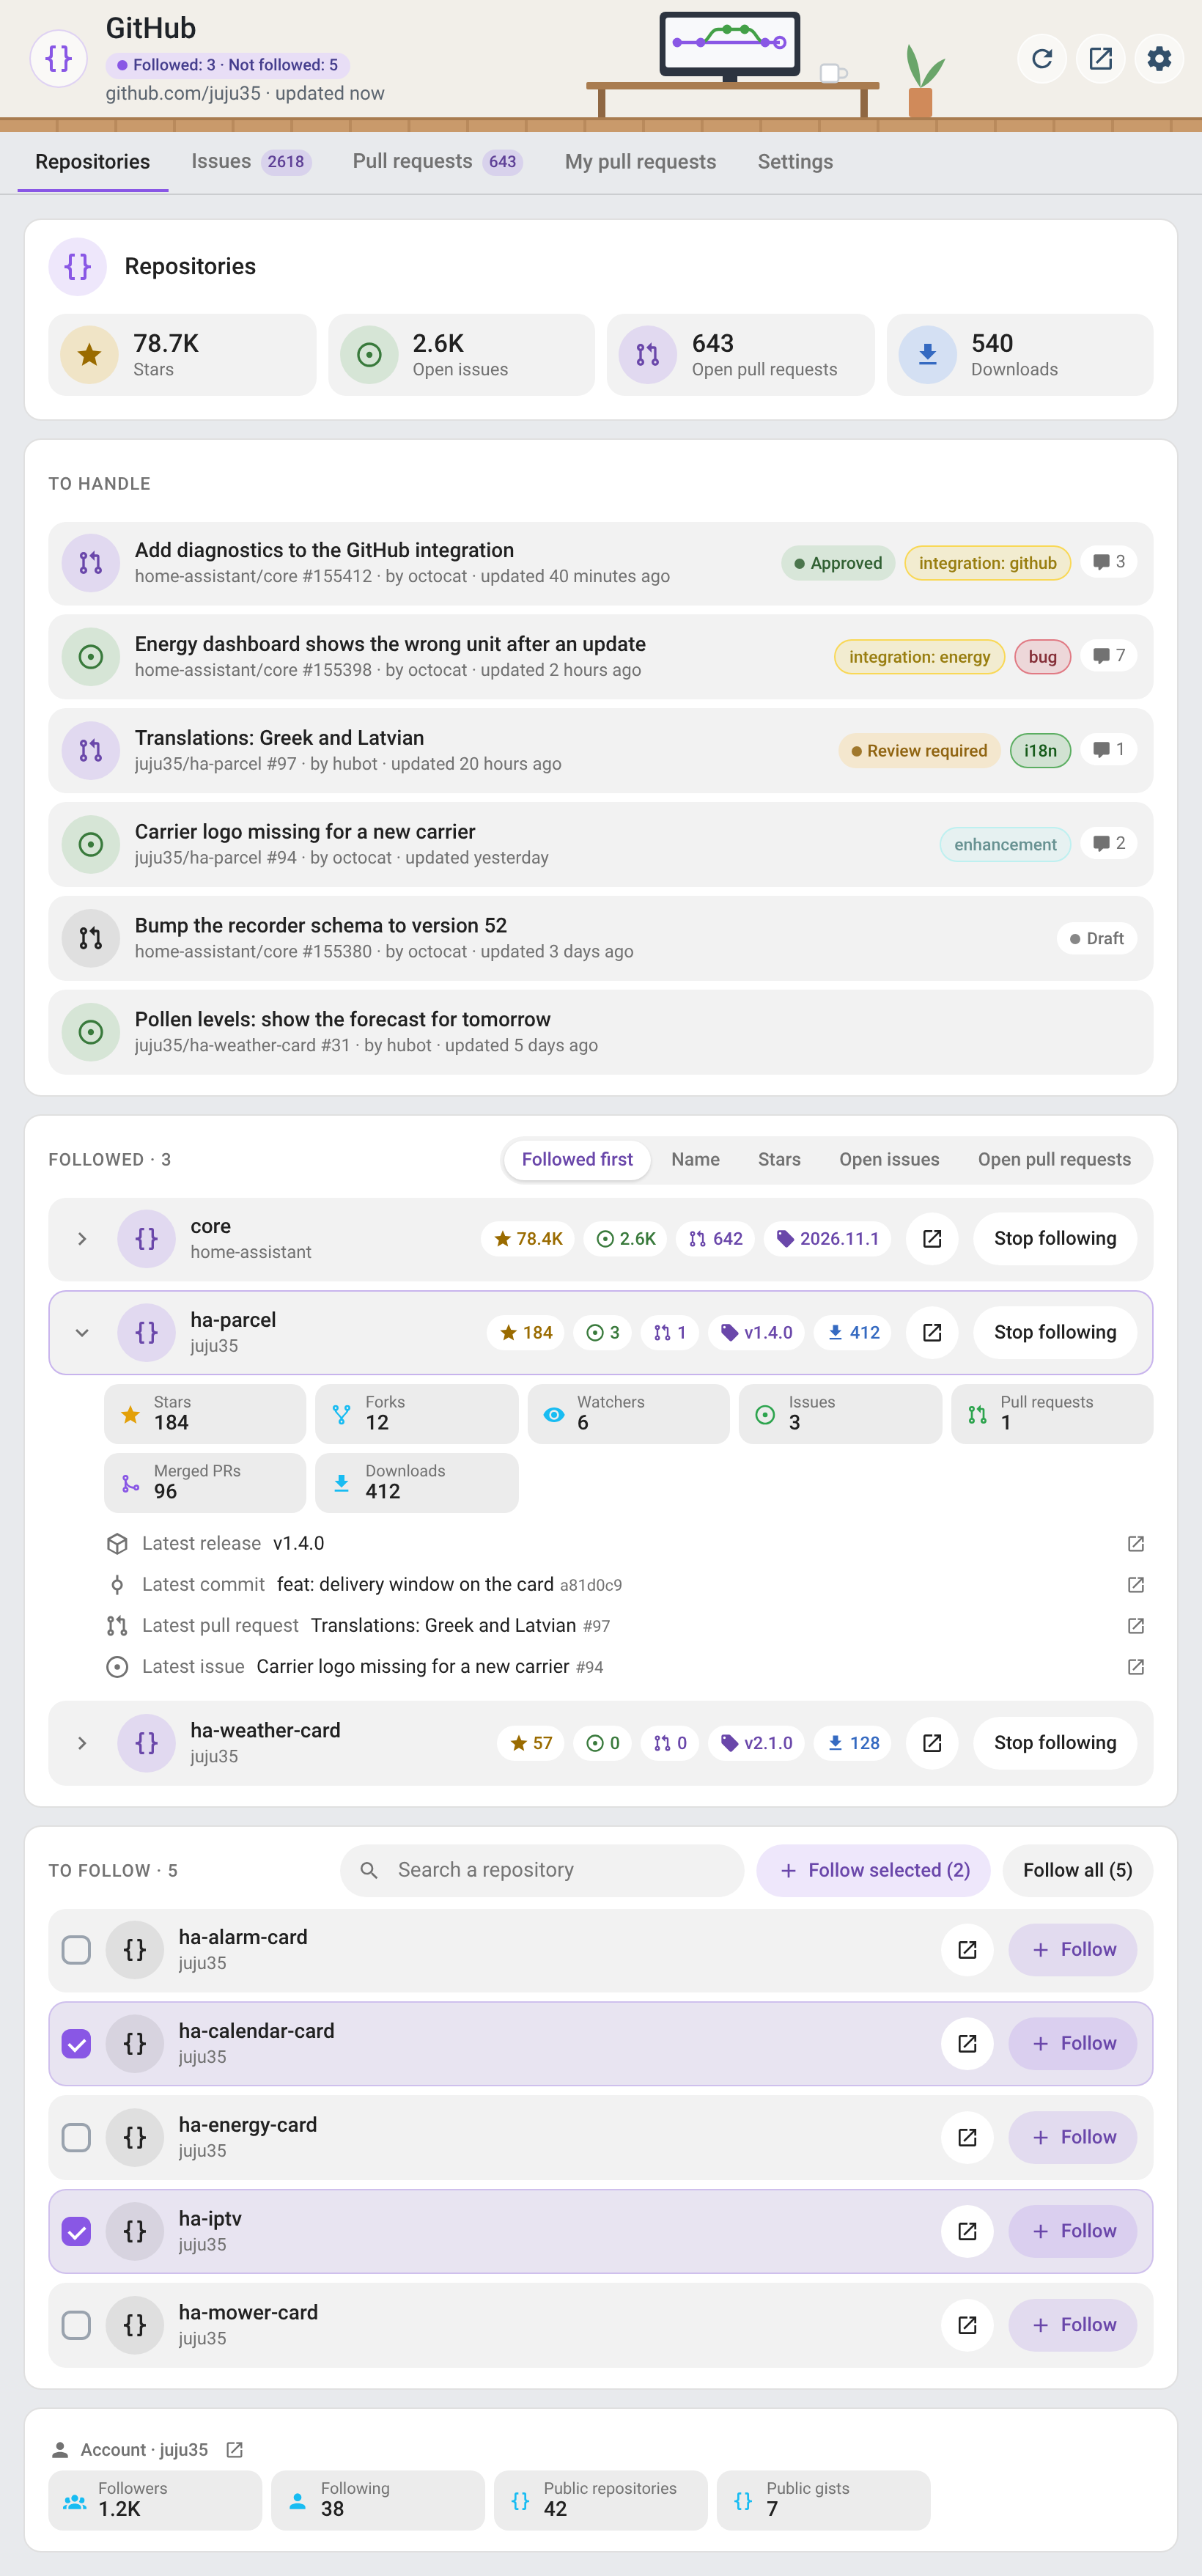 GitHub
Followed: 3 · Not followed: 5
github.com/juju35 · updated now
Repositories
Issues 2618
Pull requests 643
My pull requests
Settings
Repositories
78.7K
Stars
2.6K
Open issues
643
Open pull requests
540
Downloads
TO HANDLE
Add diagnostics to the GitHub integration
home-assistant/core #155412 · by octocat · updated 40 minutes ago
Approved
integration: github
3
Energy dashboard shows the wrong unit after an update
home-assistant/core #155398 · by octocat · updated 2 hours ago
integration: energy
bug
7
Translations: Greek and Latvian
juju35/ha-parcel #97 · by hubot · updated 20 hours ago
Review required
i18n
1
Carrier logo missing for a new carrier
juju35/ha-parcel #94 · by octocat · updated yesterday
enhancement
2
Bump the recorder schema to version 52
home-assistant/core #155380 · by octocat · updated 3 days ago
Draft
Pollen levels: show the forecast for tomorrow
juju35/ha-weather-card #31 · by hubot · updated 5 days ago
FOLLOWED · 3
Followed first
Name
Stars
Open issues
Open pull requests
core
home-assistant
78.4K
2.6K
642
2026.11.1
Stop following
ha-parcel
juju35
184
3
1
v1.4.0
412
Stop following
Stars
184
Forks
12
Watchers
6
Issues
3
Pull requests
1
Merged PRs
96
Downloads
412
Latest release v1.4.0
Latest commit feat: delivery window on the card a81d0c9
Latest pull request Translations: Greek and Latvian #97
Latest issue Carrier logo missing for a new carrier #94
ha-weather-card
juju35
57
0
0
v2.1.0
128
Stop following
TO FOLLOW · 5
Search a repository
Follow selected (2)
Follow all (5)
ha-alarm-card
juju35
Follow
ha-calendar-card
juju35
Follow
ha-energy-card
juju35
Follow
ha-iptv
juju35
Follow
ha-mower-card
juju35
Follow
Account · juju35
Followers
1.2K
Following
38
Public repositories
42
Public gists
7